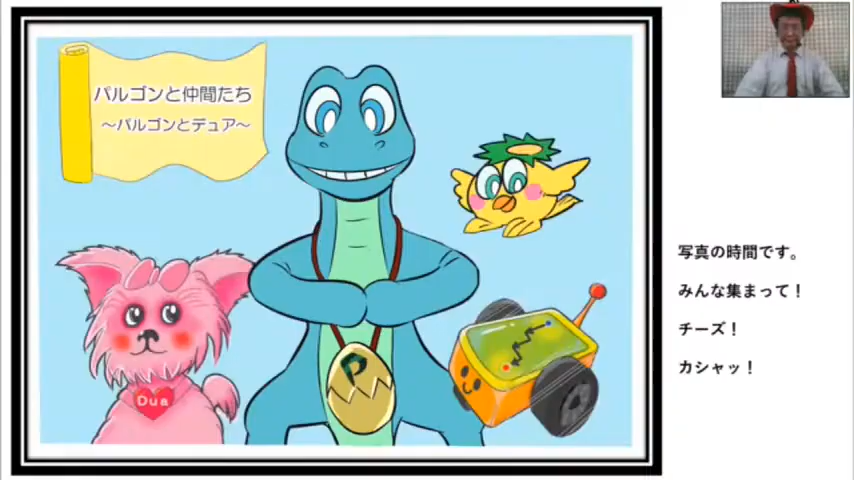 パルゴンと仲間たち
～パルゴンとデュア～
写真の時間です。
みんな集まって！
チーズ！
カシャッ！
Dua
P